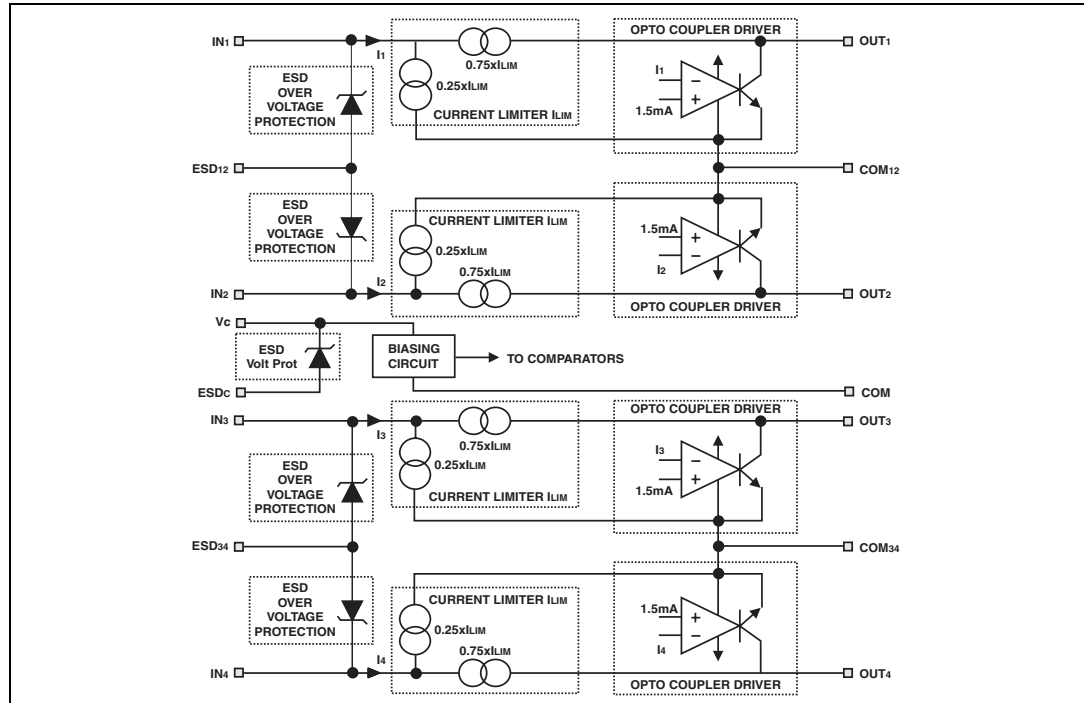 IN1
I1
0.75xILIM
0.25xILIM
CURRENT LIMITER ILIM
OPTO COUPLER DRIVER
I1
1.5mA
OUT1
ESD
OVER
VOLTAGE
PROTECTION
ESD12
COM12
ESD
OVER
VOLTAGE
PROTECTION
CURRENT LIMITER ILIM
0.25xILIM
0.75xILIM
1.5mA
I2
IN2
I2
OUT2
OPTO COUPLER DRIVER
Vc
ESD
Volt Prot
BIASING
CIRCUIT
TO COMPARATORS
ESDC
COM
IN3
I3
0.75xILIM
0.25xILIM
CURRENT LIMITER ILIM
OPTO COUPLER DRIVER
I3
1.5mA
OUT3
ESD
OVER
VOLTAGE
PROTECTION
ESD34
COM34
ESD
OVER
VOLTAGE
PROTECTION
CURRENT LIMITER ILIM
0.25xILIM
0.75xILIM
1.5mA
I4
IN4
I4
OUT4
OPTO COUPLER DRIVER